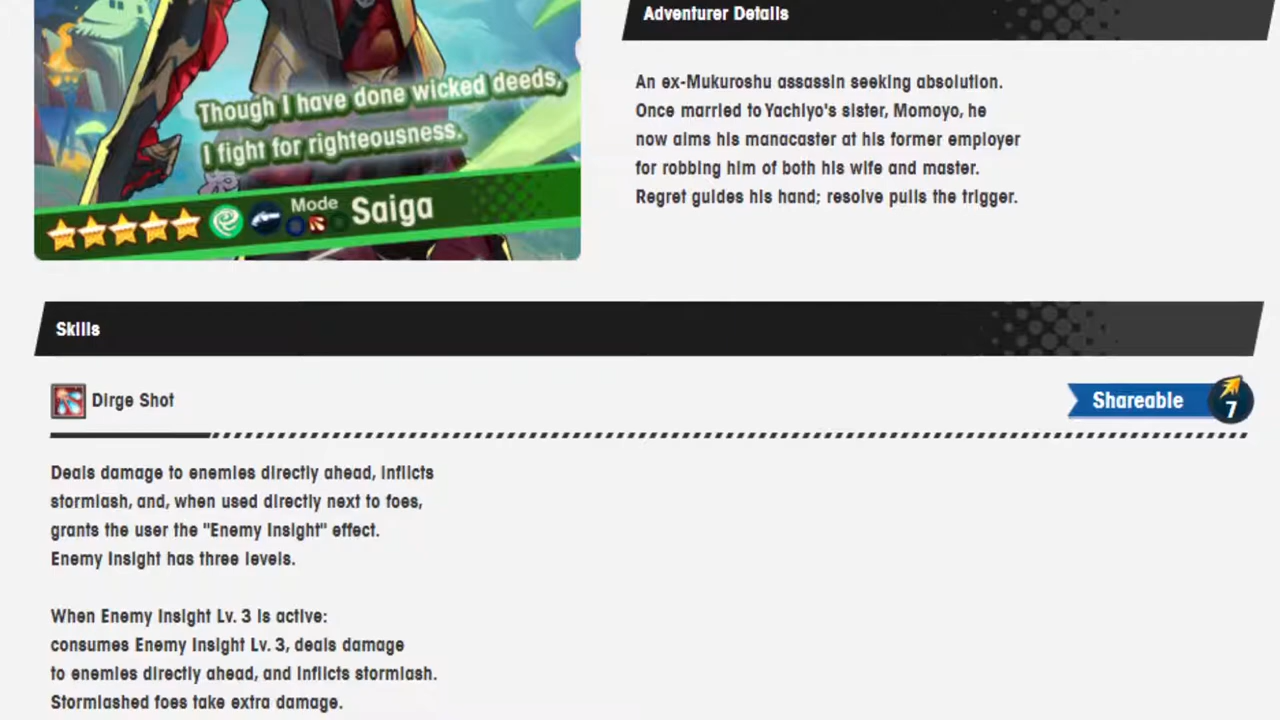 Adventurer Details
Though I have done wicked deeds,
I fight for righteousness.
Mode
Saiga
An ex-Mukuroshu assassin seeking absolution.
Once married to Yachiyo's sister, Momoyo, he
now aims his manacaster at his former employer
for robbing him of both his wife and master.
Regret guides his hand; resolve pulls the trigger.
Skills
Dirge Shot
Shareable
7
Deals damage to enemies directly ahead, inflicts
stormlash, and, when used directly next to foes,
grants the user the "Enemy Insight" effect.
Enemy Insight has three levels.
When Enemy Insight Lv. 3 is active:
consumes Enemy Insight Lv. 3, deals damage
to enemies directly ahead, and inflicts stormlash.
Stormlashed foes take extra damage.